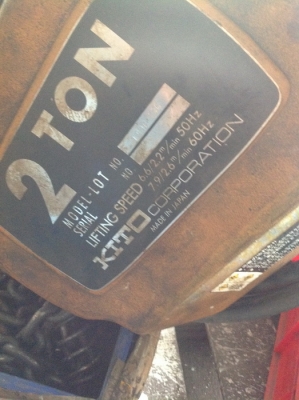 2 TON
MODEL-LOT NO.
SERIAL NO.
LIFTING SPEED 6.6/2.2 m/min 50Hz
7.9/2.6 m/min 60Hz
KITO CORPORATION
MADE IN JAPAN